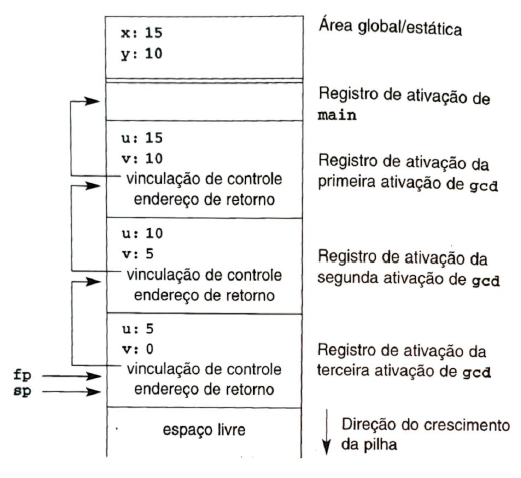 x: 15
y: 10
Área global/estática
Registro de ativação de
main
u: 15
v: 10
vinculação de controle
endereço de retorno
Registro de ativação da
primeira ativação de gcd
u: 10
v: 5
vinculação de controle
endereço de retorno
Registro de ativação da
segunda ativação de gcd
u: 5
v: 0
vinculação de controle
endereço de retorno
Registro de ativação da
terceira ativação de gcd
fp
sp
espaço livre
Direção do crescimento
da pilha